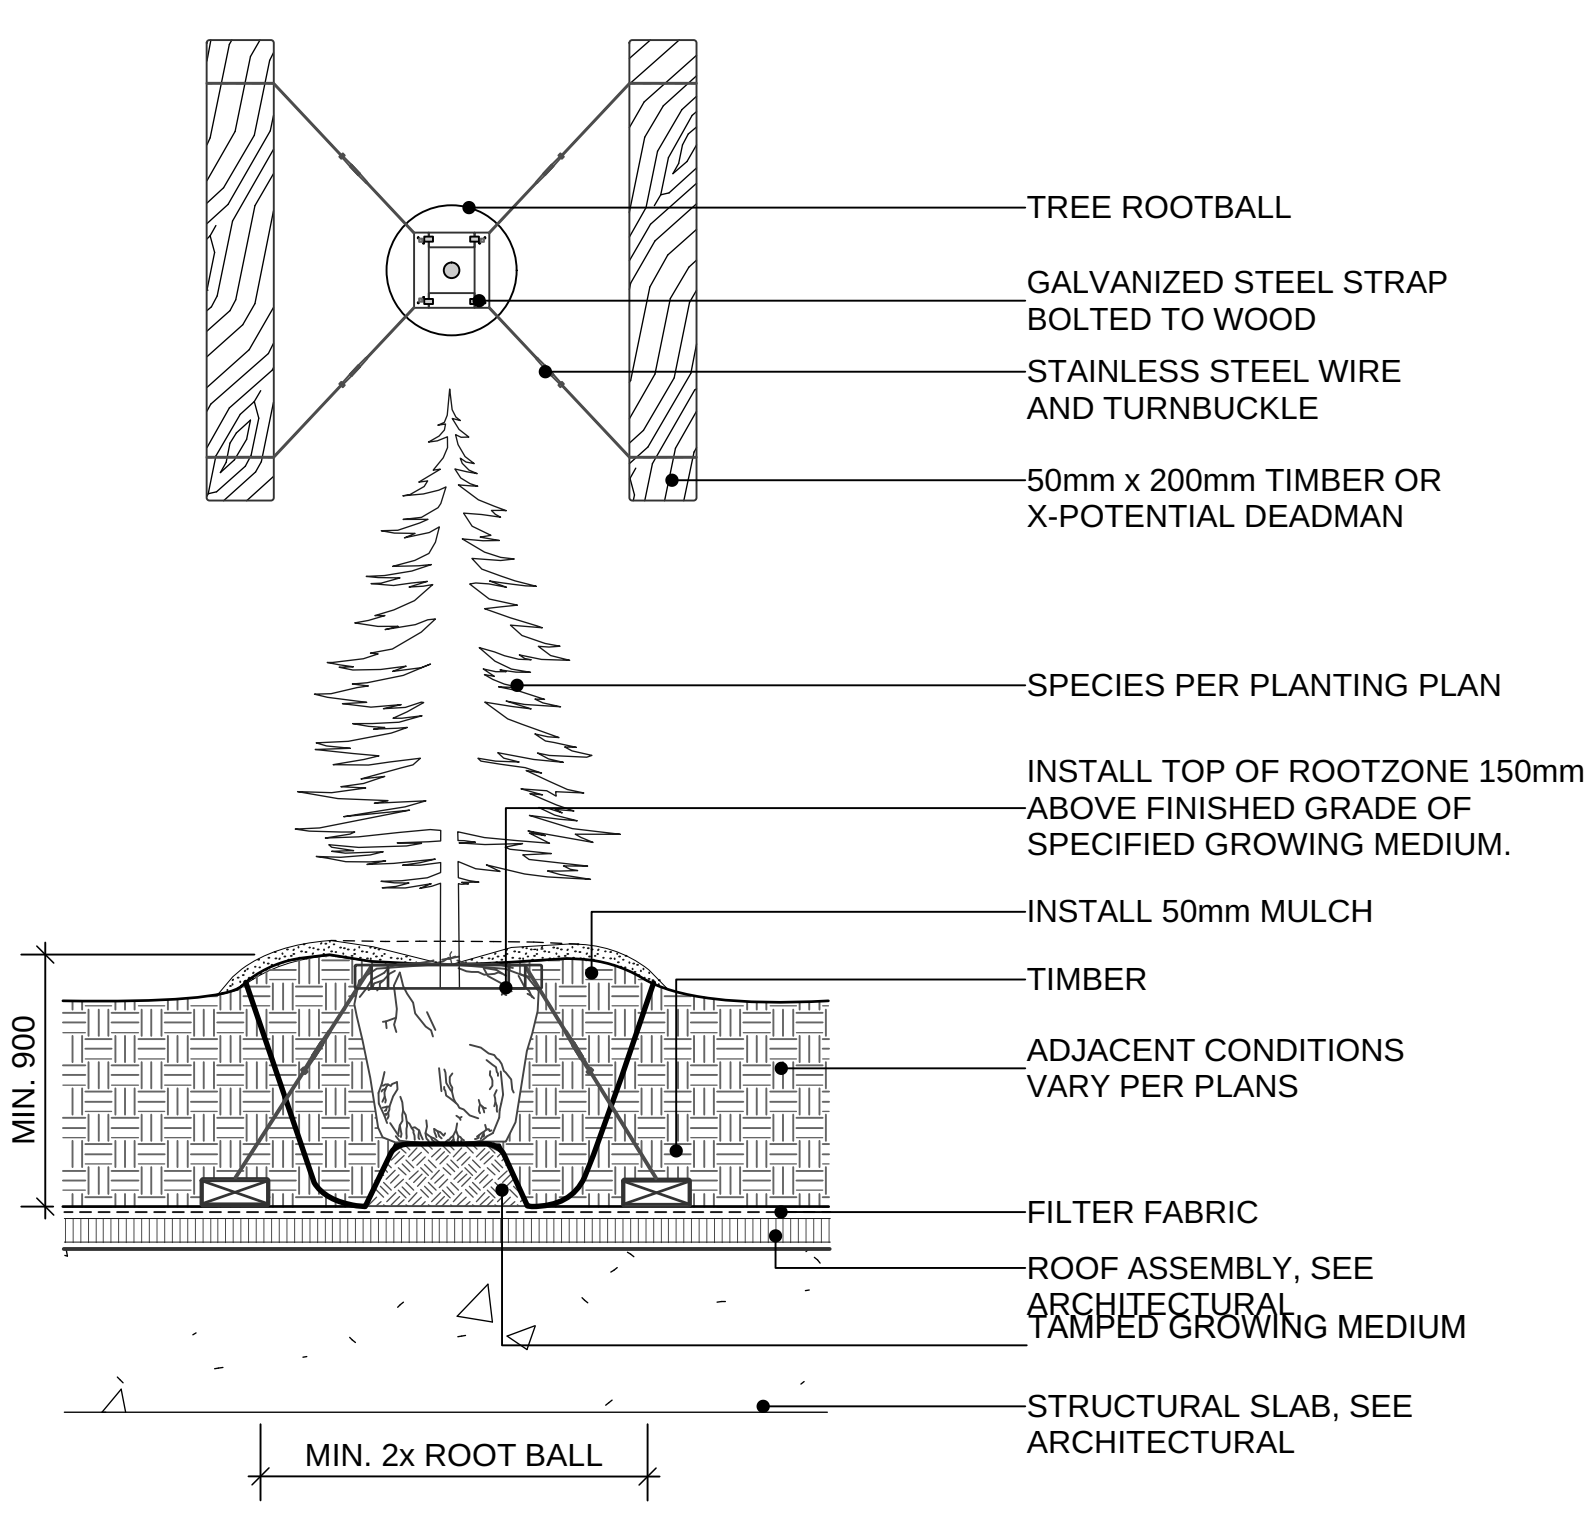 TREE ROOTBALL
GALVANIZED STEEL STRAP
BOLTED TO WOOD
STAINLESS STEEL WIRE
AND TURNBUCKLE
50mm x 200mm TIMBER OR
X-POTENTIAL DEADMAN
SPECIES PER PLANTING PLAN
INSTALL TOP OF ROOTZONE 150mm
ABOVE FINISHED GRADE OF
SPECIFIED GROWING MEDIUM.
INSTALL 50mm MULCH
TIMBER
ADJACENT CONDITIONS
VARY PER PLANS
MIN. 900
FILTER FABRIC
ROOF ASSEMBLY, SEE
ARCHITECTURAL
TAMPED GROWING MEDIUM
STRUCTURAL SLAB, SEE
ARCHITECTURAL
MIN. 2x ROOT BALL